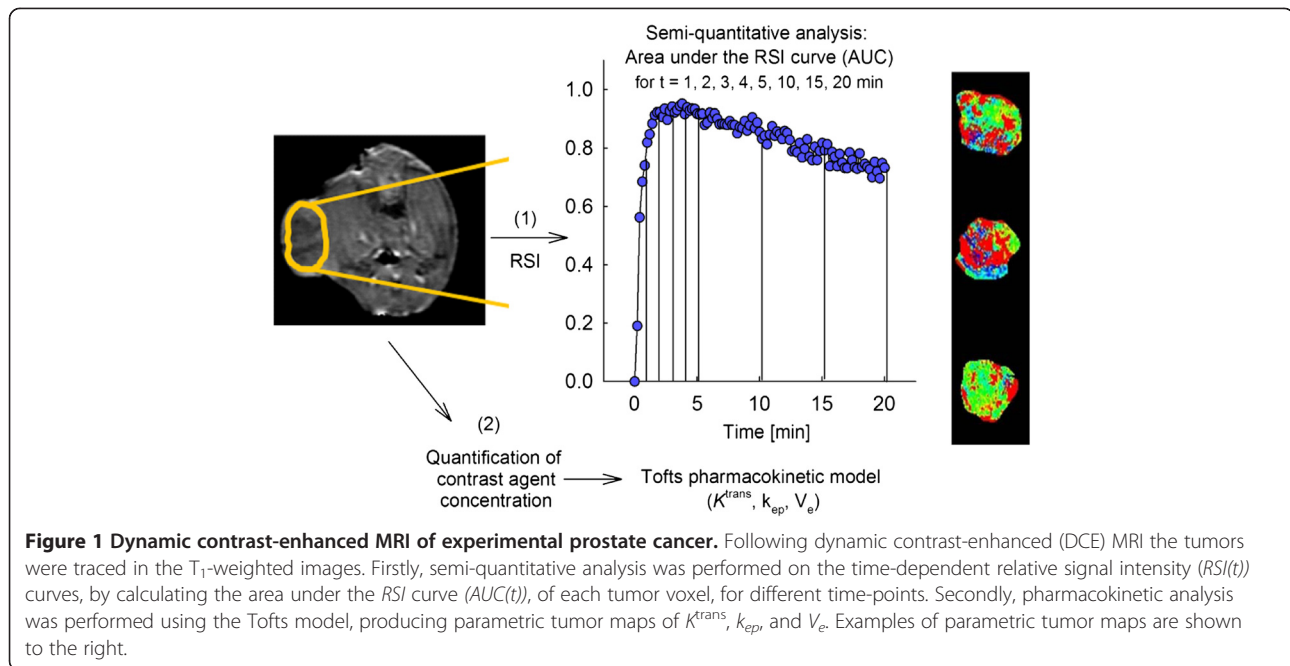 Semi-quantitative analysis:
Area under the RSI curve (AUC)
for t = 1, 2, 3, 4, 5, 10, 15, 20 min
1.0
0.8
0.6
0.4
0.2
0.0
0 5 10 15 20
Time [min]
(1)
RSI
(2)
Quantification of
contrast agent
concentration
Tofts pharmacokinetic model
(K^trans, k_ep, V_e)
Figure 1 Dynamic contrast-enhanced MRI of experimental prostate cancer. Following dynamic contrast-enhanced (DCE) MRI the tumors
were traced in the T₁-weighted images. Firstly, semi-quantitative analysis was performed on the time-dependent relative signal intensity (RSI(t))
curves, by calculating the area under the RSI curve (AUC(t)), of each tumor voxel, for different time-points. Secondly, pharmacokinetic analysis
was performed using the Tofts model, producing parametric tumor maps of K^trans, k_ep, and V_e. Examples of parametric tumor maps are shown
to the right.